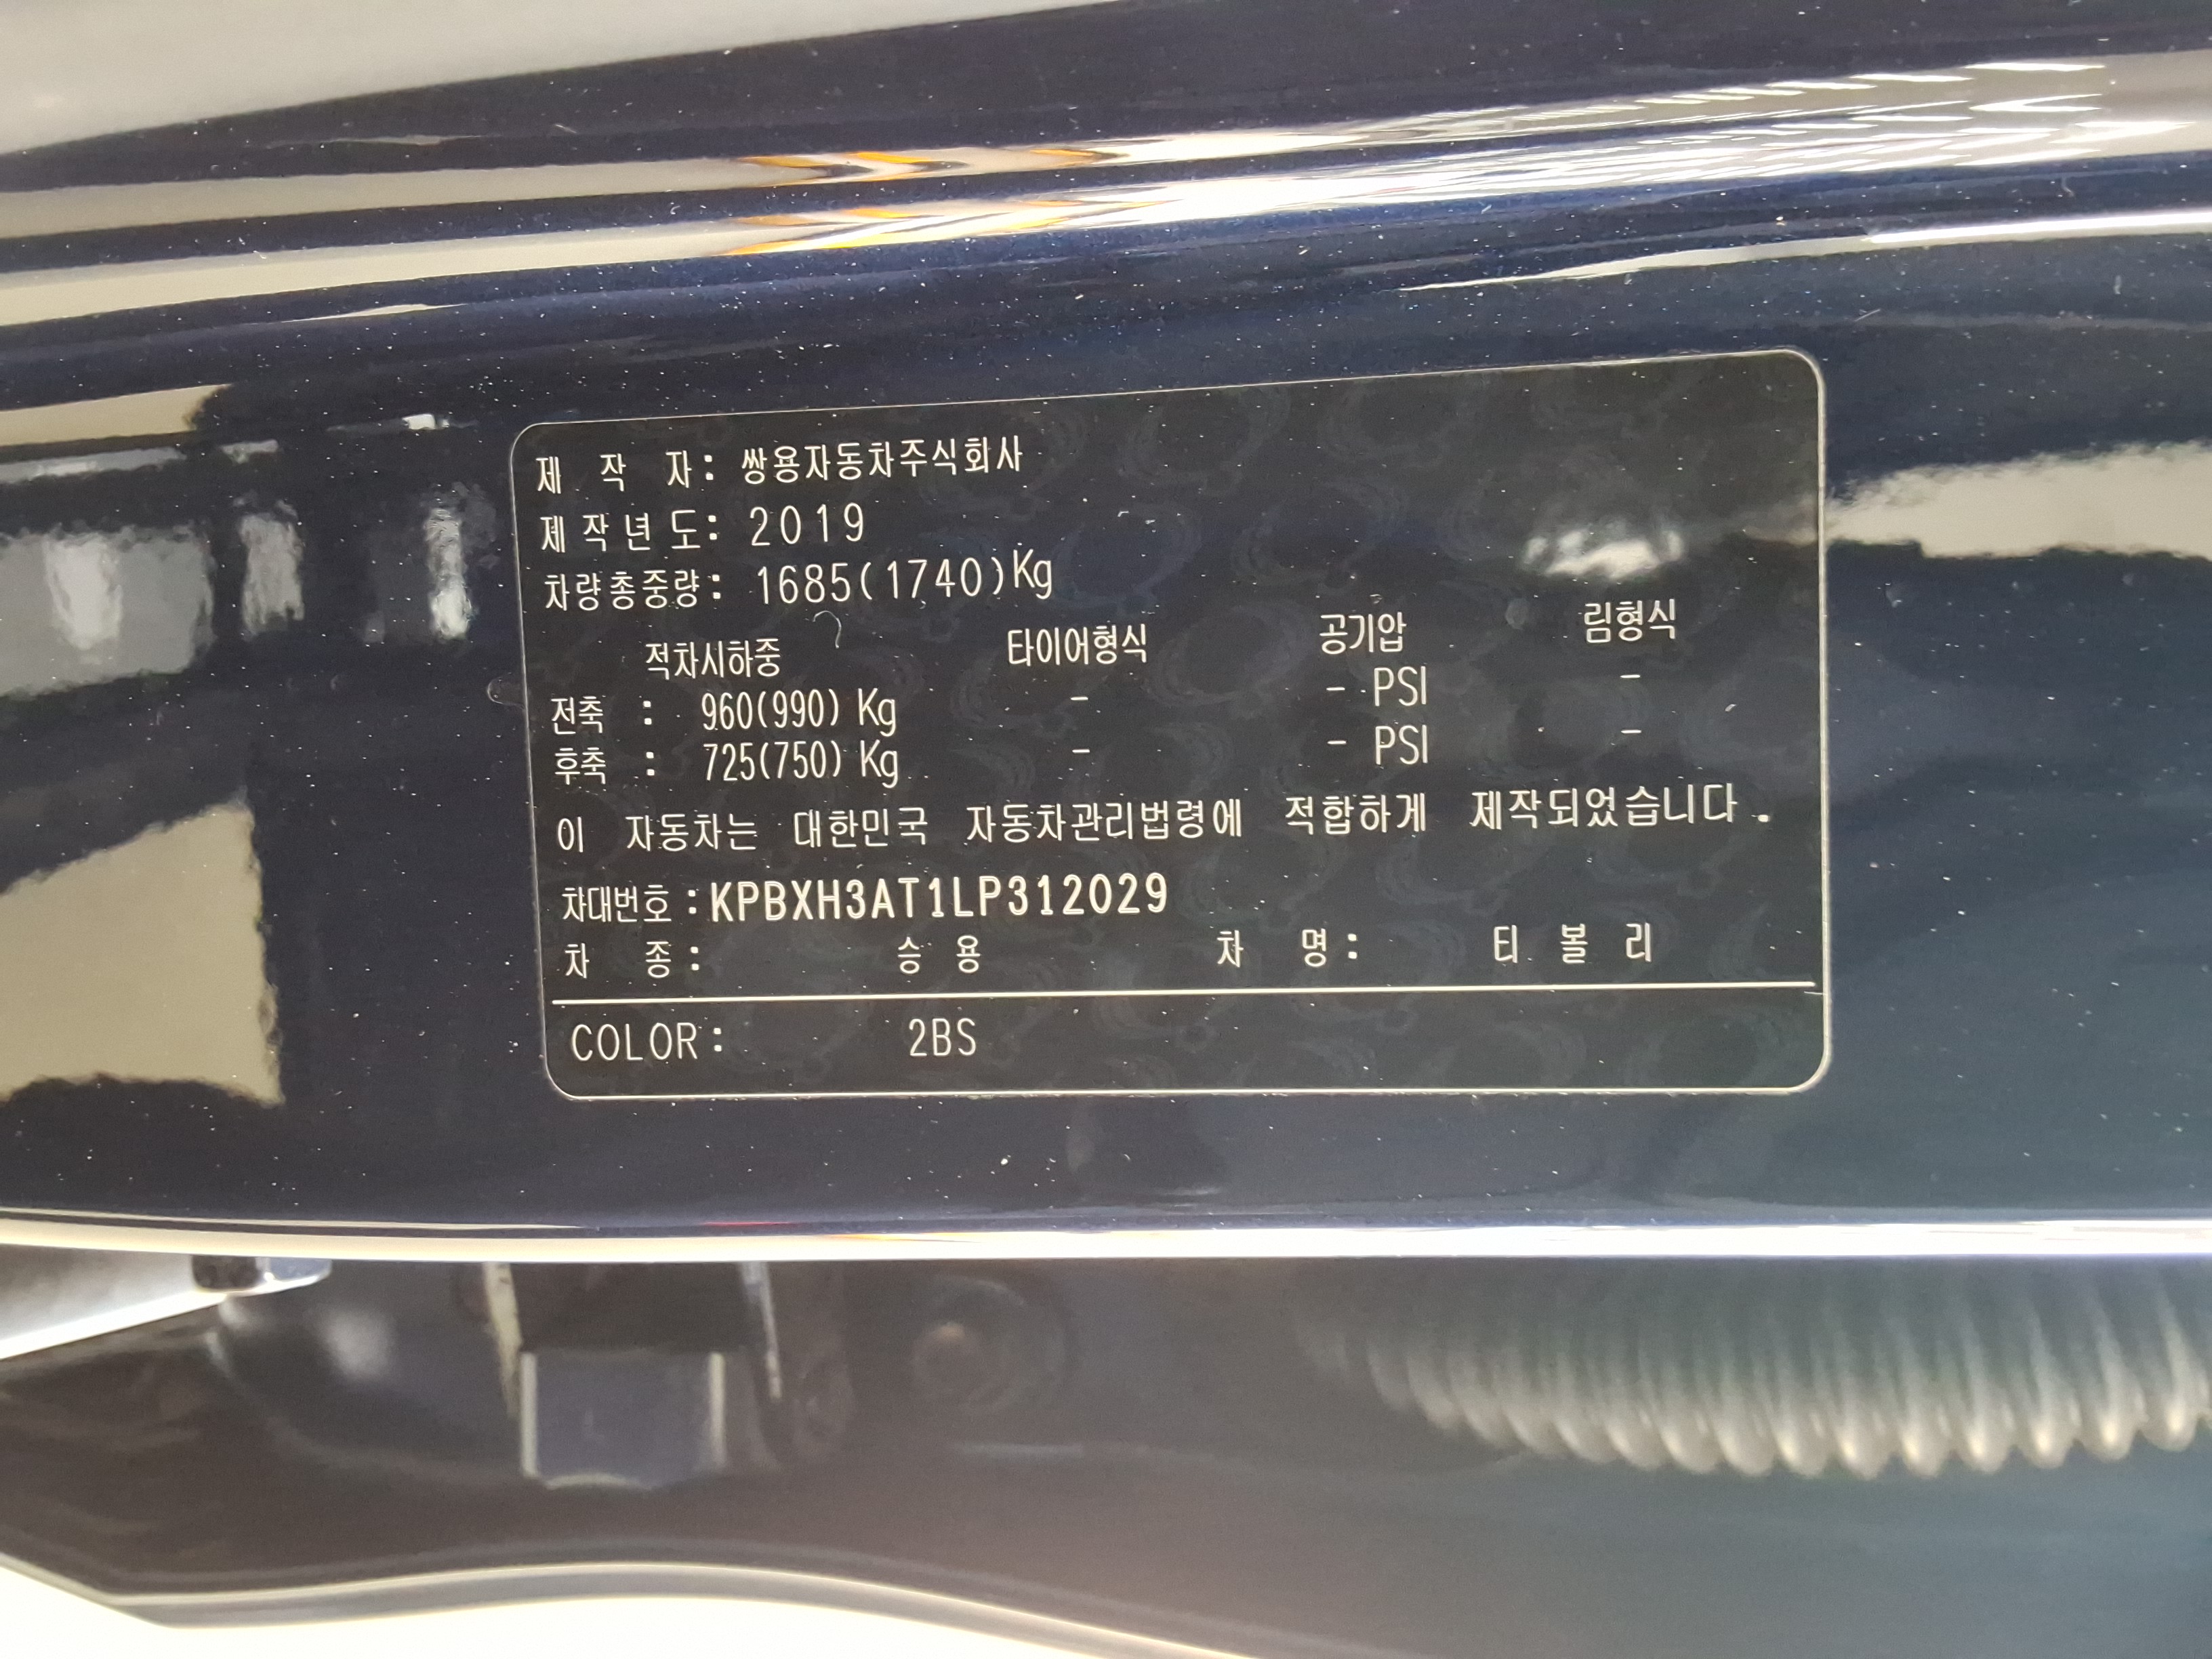 제 작 자 : 쌍용자동차주식회사
제 작 년 도 : 2019
차량총중량 : 1685(1740)Kg
적차시하중 타이어형식 공기압 림형식
전축 : 960(990) Kg - - PSI -
후축 : 725(750) Kg - - PSI -
이 자동차는 대한민국 자동차관리법령에 적합하게 제작되었습니다.
차대번호 : KPBXH3AT1LP312029
차 종 : 승 용 차 명 : 티 볼 리
COLOR : 2BS